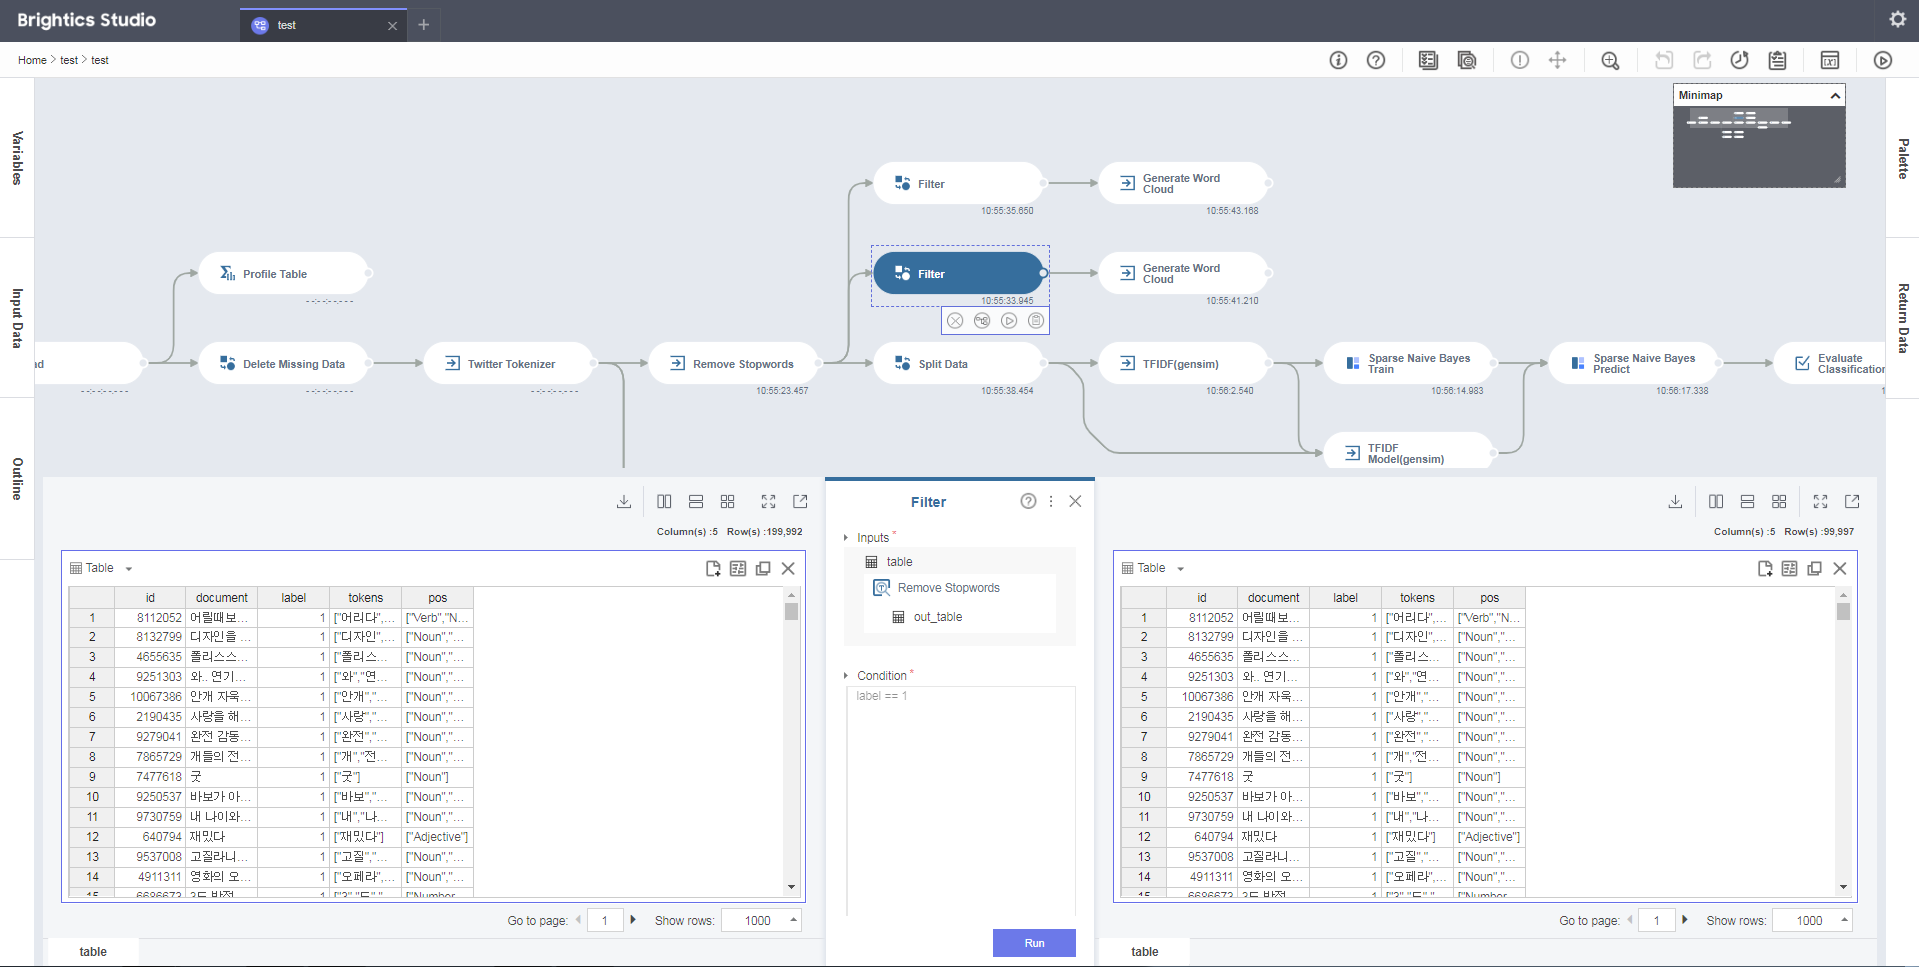 Brightics Studio
test
Home > test > test
Variables
Input Data
Outline
Palette
Return Data
Minimap
Filter
10:55:35.650
Generate Word
Cloud
10:55:43.168
Profile Table
--:--:--.---
Filter
10:55:33.945
Generate Word
Cloud
10:55:41.210
nd
--:--:--.---
Delete Missing Data
Twitter Tokenizer
--:--:--.---
Remove Stopwords
10:55:23.457
Split Data
10:55:38.454
TFIDF(gensim)
10:56:2.540
Sparse Naive Bayes
Train
10:56:14.983
Sparse Naive Bayes
Predict
10:56:17.338
Evaluate
Classification
TFIDF
Model(gensim)
Column(s) :5 Row(s) :199,992
Table
id document label tokens pos
1 8112052 어릴때보... 1 ["어리다",... ["Verb","N...
2 8132799 디자인을 ... 1 ["디자인",... ["Noun","...
3 4655635 폴리스스... 1 ["폴리스... ["Noun","...
4 9251303 와.. 연기... 1 ["와","연... ["Noun","...
5 10067386 안개 자욱... 1 ["안개","... ["Noun","...
6 2190435 사랑을 해... 1 ["사랑","... ["Noun","...
7 9279041 완전 감동... 1 ["완전","... ["Noun","...
8 7865729 개들의 전... 1 ["개","전... ["Noun","...
9 7477618 굿 1 ["굿"] ["Noun"]
10 9250537 바보가 아... 1 ["바보","... ["Noun","...
11 9730759 내 나이와... 1 ["내","나... ["Noun","...
12 640794 재밌다 1 ["재밌다"] ["Adjective"]
13 9537008 고질라니... 1 ["고질","... ["Noun","...
14 4911311 영화의 오... 1 ["오페라",... ["Noun","...
15 6686673 3도 반전 1 ["3","도"," ["Number
Go to page: 1 Show rows: 1000
table
Filter
Inputs *
table
Remove Stopwords
out_table
Condition *
label == 1
Run
Column(s) :5 Row(s) :99,997
Table
id document label tokens pos
1 8112052 어릴때보... 1 ["어리다",... ["Verb","N...
2 8132799 디자인을 ... 1 ["디자인",... ["Noun","...
3 4655635 폴리스스... 1 ["폴리스... ["Noun","...
4 9251303 와.. 연기... 1 ["와","연... ["Noun","...
5 10067386 안개 자욱... 1 ["안개","... ["Noun","...
6 2190435 사랑을 해... 1 ["사랑","... ["Noun","...
7 9279041 완전 감동... 1 ["완전","... ["Noun","...
8 7865729 개들의 전... 1 ["개","전... ["Noun","...
9 7477618 굿 1 ["굿"] ["Noun"]
10 9250537 바보가 아... 1 ["바보","... ["Noun","...
11 9730759 내 나이와... 1 ["내","나... ["Noun","...
12 640794 재밌다 1 ["재밌다"] ["Adjective"]
13 9537008 고질라니... 1 ["고질","... ["Noun","...
14 4911311 영화의 오... 1 ["오페라",... ["Noun","...
15 6686673 3도 반전 1 ["3","도"," ["Number
Go to page: 1 Show rows: 1000
table